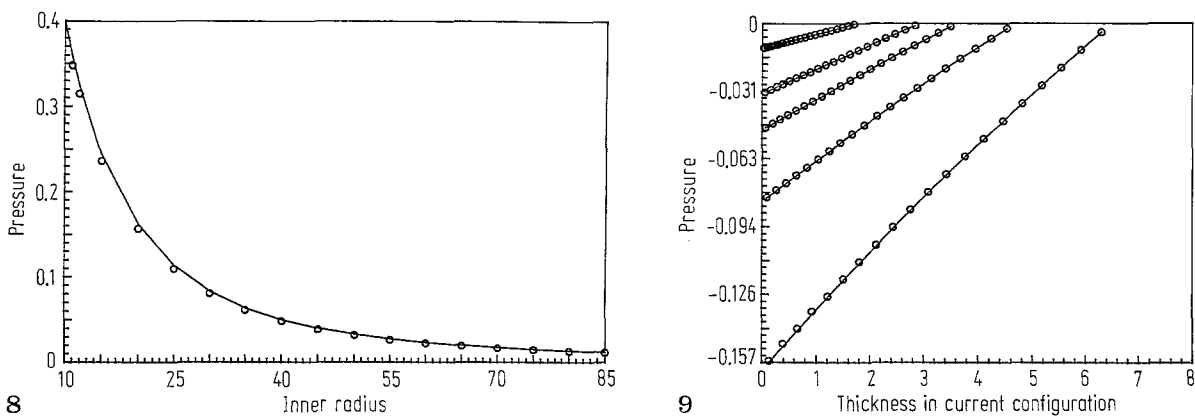 0.4
0.3
0.2
0.1
0
Pressure
10 25 40 55 70 85
Inner radius
8
0
-0.031
-0.063
-0.094
-0.126
-0.157
Pressure
0 1 2 3 4 5 6 7 8
Thickness in current configuration
9